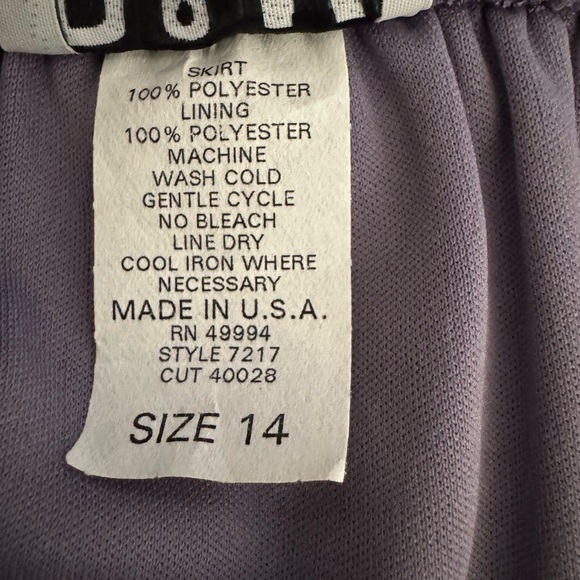 SKIRT
100% POLYESTER
LINING
100% POLYESTER
MACHINE
WASH COLD
GENTLE CYCLE
NO BLEACH
LINE DRY
COOL IRON WHERE
NECESSARY
MADE IN U.S.A.
RN 49994
STYLE 7217
CUT 40028
SIZE 14